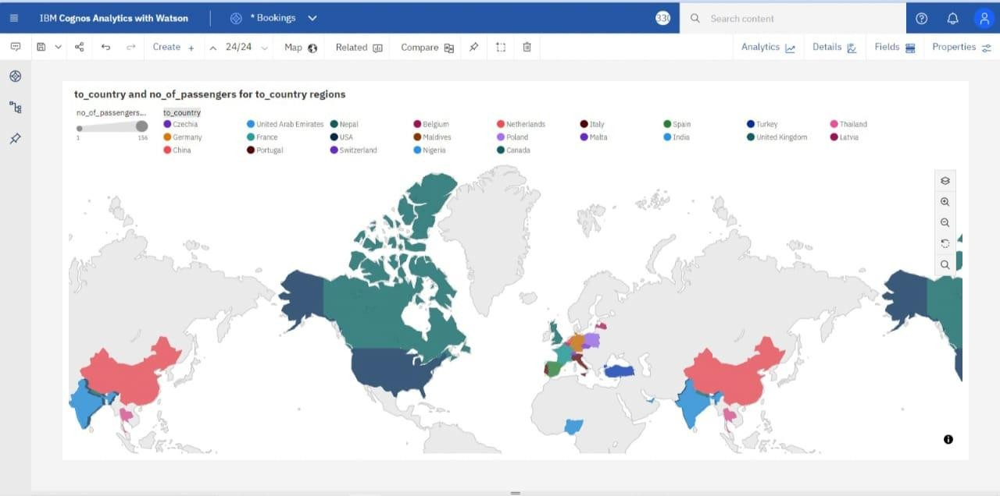 IBM Cognos Analytics with Watson
* Bookings
330
Search content
Create +
24/24
Map
Related
Compare
Analytics
Details
Fields
Properties
to_country and no_of_passengers for to_country regions
no_of_passengers...
1 156
to_country
Czechia United Arab Emirates Nepal Belgium Netherlands Italy Spain Turkey Thailand
Germany France USA Maldives Poland Malta India United Kingdom Latvia
China Portugal Switzerland Nigeria Canada